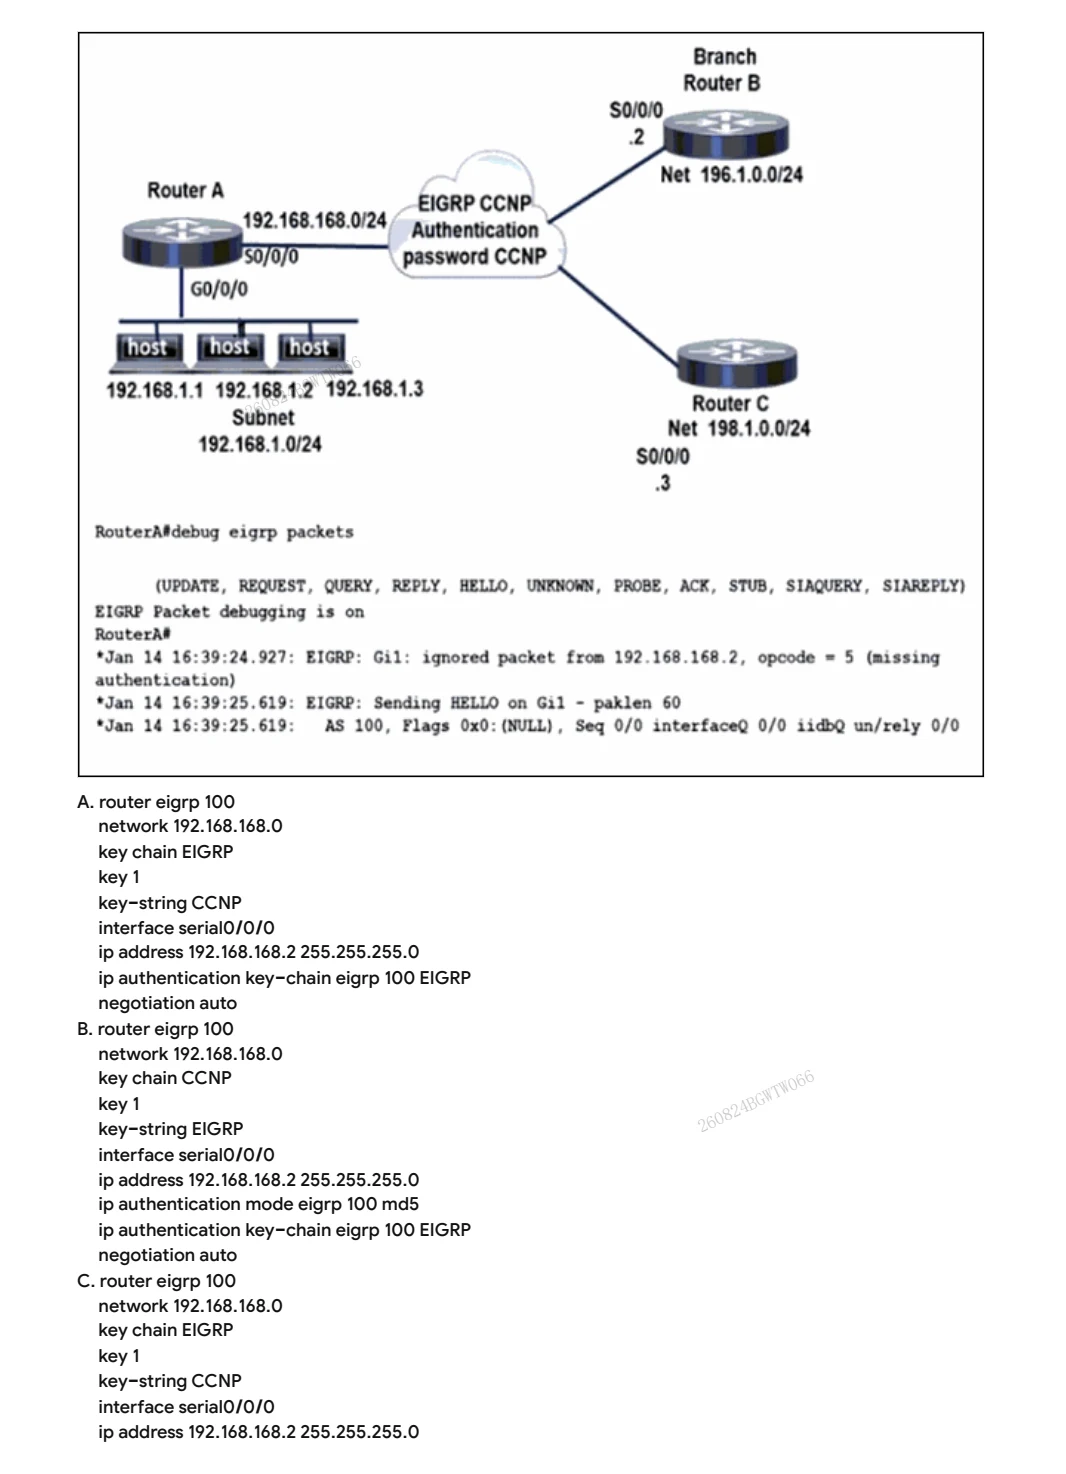 Branch
Router B
S0/0/0
.2
Net 196.1.0.0/24
Router A
192.168.168.0/24
S0/0/0
G0/0/0
EIGRP CCNP
Authentication
password CCNP
host host host
192.168.1.1 192.168.1.2 192.168.1.3
Subnet
192.168.1.0/24
Router C
Net 198.1.0.0/24
S0/0/0
.3
RouterA#debug eigrp packets
(UPDATE, REQUEST, QUERY, REPLY, HELLO, UNKNOWN, PROBE, ACK, STUB, SIAQUERY, SIAREPLY)
EIGRP Packet debugging is on
RouterA#
*Jan 14 16:39:24.927: EIGRP: Gi1: ignored packet from 192.168.168.2, opcode = 5 (missing
authentication)
*Jan 14 16:39:25.619: EIGRP: Sending HELLO on Gi1 - paklen 60
*Jan 14 16:39:25.619: AS 100, Flags 0x0:(NULL), Seq 0/0 interfaceQ 0/0 iidbQ un/rely 0/0
A. router eigrp 100
network 192.168.168.0
key chain EIGRP
key 1
key-string CCNP
interface serial0/0/0
ip address 192.168.168.2 255.255.255.0
ip authentication key-chain eigrp 100 EIGRP
negotiation auto
B. router eigrp 100
network 192.168.168.0
key chain CCNP
key 1
key-string EIGRP
interface serial0/0/0
ip address 192.168.168.2 255.255.255.0
ip authentication mode eigrp 100 md5
ip authentication key-chain eigrp 100 EIGRP
negotiation auto
260824BGWTW066
C. router eigrp 100
network 192.168.168.0
key chain EIGRP
key 1
key-string CCNP
interface serial0/0/0
ip address 192.168.168.2 255.255.255.0